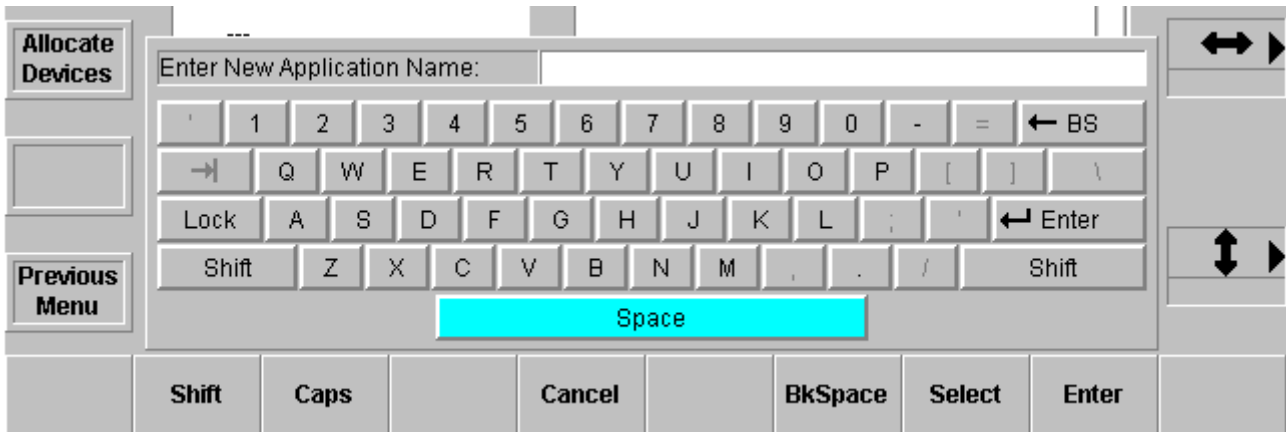 Allocate
Devices
---
Enter New Application Name:
' 1 2 3 4 5 6 7 8 9 0 - = BS
Q W E R T Y U I O P [ ] \
Lock A S D F G H J K L ; ' Enter
Shift Z X C V B N M , . / Shift
Space
Previous
Menu
Shift Caps Cancel BkSpace Select Enter